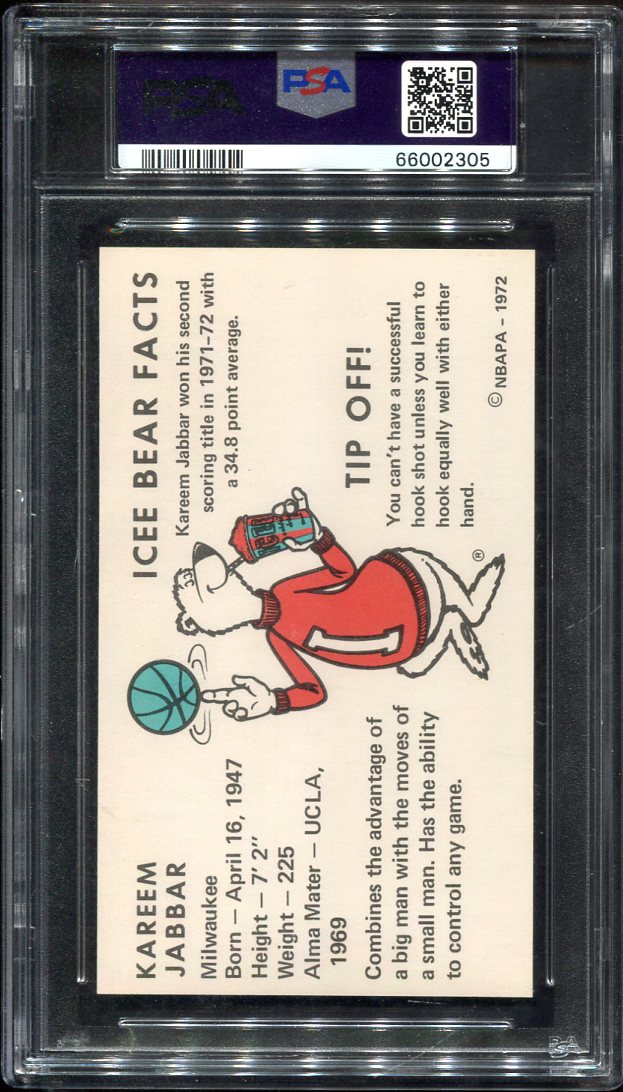 PSA
PSA
66002305
KAREEM
JABBAR
Milwaukee
Born – April 16, 1947
Height – 7' 2''
Weight – 225
Alma Mater – UCLA,
1969
Combines the advantage of
a big man with the moves of
a small man. Has the ability
to control any game.
1
®
ICEE BEAR FACTS
Kareem Jabbar won his second
scoring title in 1971–72 with
a 34.8 point average.
TIP OFF!
You can't have a successful
hook shot unless you learn to
hook equally well with either
hand.
© NBAPA – 1972
PSA